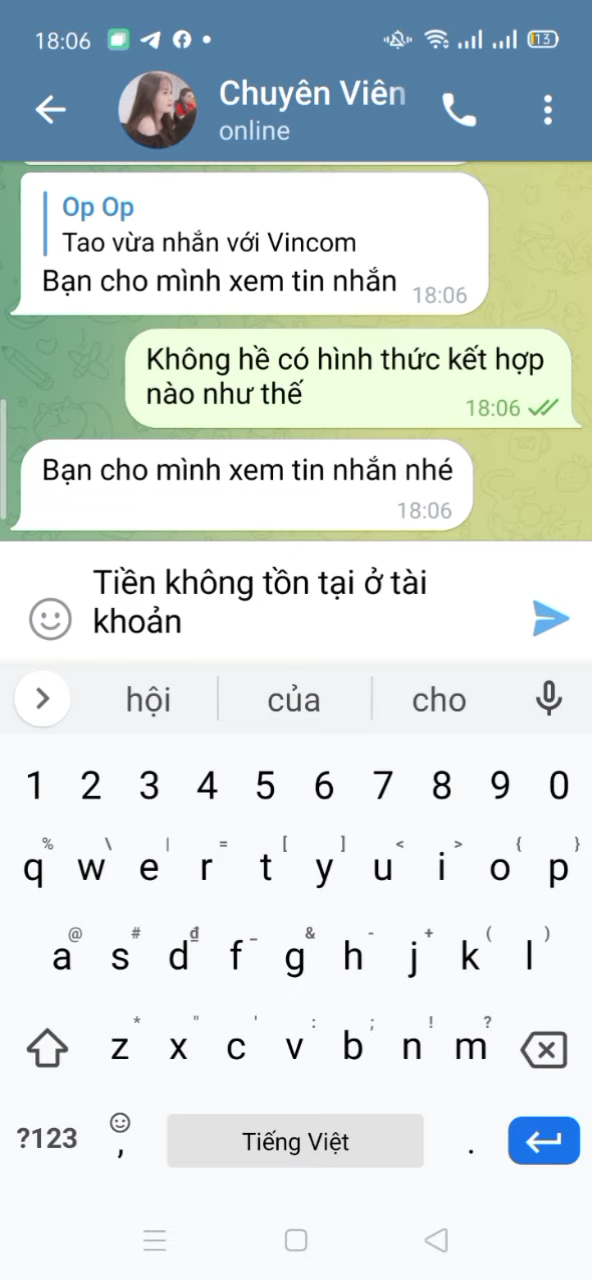 18:06
13
Chuyên Viên
online
Op Op
Tao vừa nhắn với Vincom
Bạn cho mình xem tin nhắn
18:06
Không hề có hình thức kết hợp
nào như thế
18:06
Bạn cho mình xem tin nhắn nhé
18:06
Tiền không tồn tại ở tài
khoản
hội của cho
1 2 3 4 5 6 7 8 9 0
% \ | = [ ] < > { }
q w e r t y u i o p
@ # đ _ & - + ( )
a s d f g h j k l
* " ' : ; ! ?
z x c v b n m
?123 , Tiếng Việt .